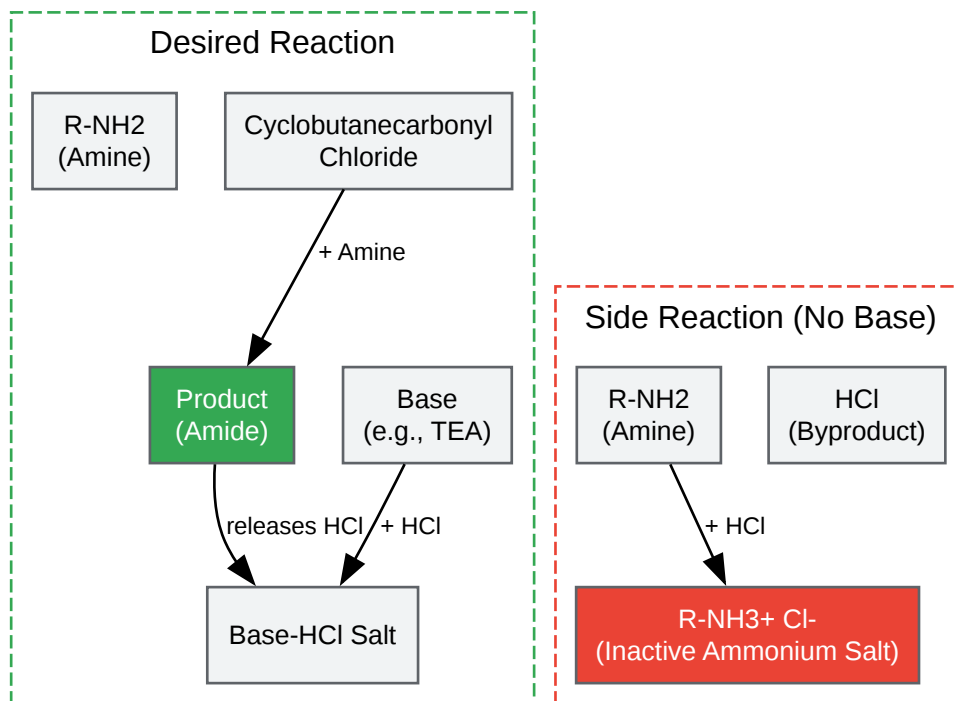 Desired Reaction
R-NH2
(Amine)
Cyclobutanecarbonyl
Chloride
+ Amine
Product
(Amide)
Base
(e.g., TEA)
releases HCl
+ HCl
Base-HCl Salt
Side Reaction (No Base)
R-NH2
(Amine)
HCl
(Byproduct)
+ HCl
R-NH3+ Cl-
(Inactive Ammonium Salt)